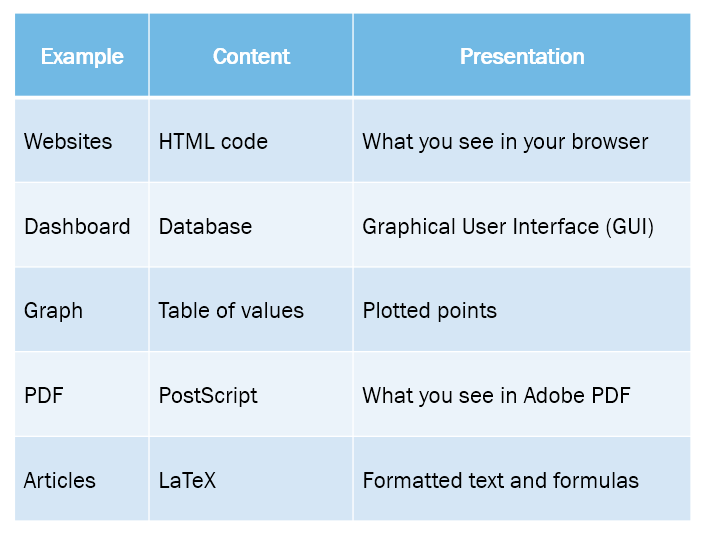 Example Content Presentation
Websites HTML code What you see in your browser
Dashboard Database Graphical User Interface (GUI)
Graph Table of values Plotted points
PDF PostScript What you see in Adobe PDF
Articles LaTeX Formatted text and formulas